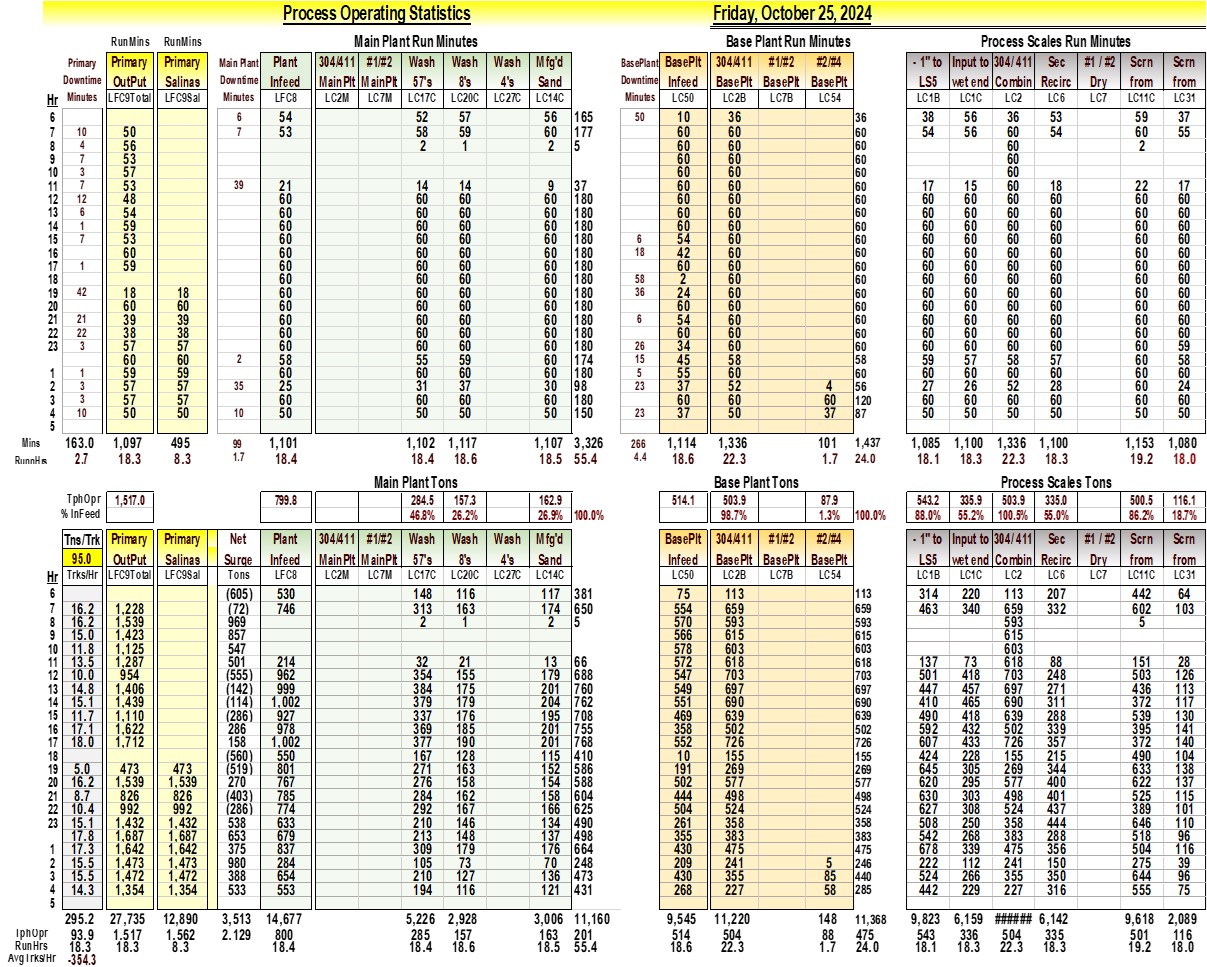 Process Operating Statistics Friday, October 25, 2024
RunMins RunMins Main Plant Run Minutes Base Plant Run Minutes Process Scales Run Minutes
Primary Primary Primary Main Plant Plant 304/411 #1/#2 Wash Wash Wash Mfg'd BasePlant BasePlt 304/411 #1/#2 #2/#4 - 1" to Input to 304/ 411 Sec #1 / #2 Scrn Scrn
Downtime OutPut Salinas Downtime Infeed MainPlt MainPlt 57's 8's 4's Sand Downtime Infeed BasePlt BasePlt BasePlt LS5 wet end Combin Recirc Dry from from
Hr Minutes LFC9Total LFC9Sal Minutes LFC8 LC2M LC7M LC17C LC20C LC27C LC14C Minutes LC50 LC2B LC7B LC54 LC1B LC1C LC2 LC6 LC7 LC11C LC31
6 6 54 52 57 56 165 50 10 36 36 38 56 36 53 59 37
7 10 50 7 53 58 59 60 177 60 60 60 54 56 60 54 60 55
8 4 56 2 1 2 5 60 60 60 60 2
9 7 53 60 60 60 60
10 3 57 60 60 60 60
11 7 53 39 21 14 14 9 37 60 60 60 17 15 60 18 22 17
12 12 48 60 60 60 60 180 60 60 60 60 60 60 60 60 60
13 6 54 60 60 60 60 180 60 60 60 60 60 60 60 60 60
14 1 59 60 60 60 60 180 60 60 60 60 60 60 60 60 60
15 7 53 60 60 60 60 180 6 54 60 60 60 60 60 60 60 60
16 60 60 60 60 60 180 18 42 60 60 60 60 60 60 60 60
17 1 59 60 60 60 60 180 60 60 60 60 60 60 60 60 60
18 60 60 60 60 180 58 2 60 60 60 60 60 60 60 60
19 42 18 18 60 60 60 60 180 36 24 60 60 60 60 60 60 60 60
20 60 60 60 60 60 60 180 60 60 60 60 60 60 60 60 60
21 21 39 39 60 60 60 60 180 6 54 60 60 60 60 60 60 60 60
22 22 38 38 60 60 60 60 180 60 60 60 60 60 60 60 60 60
23 3 57 57 60 60 60 60 180 26 34 60 60 60 60 60 60 60 59
60 60 2 58 55 59 60 174 15 45 58 58 59 57 58 57 60 58
1 1 59 59 60 60 60 60 180 5 55 60 60 60 60 60 60 60 60
2 3 57 57 35 25 31 37 30 98 23 37 52 4 56 27 26 52 28 60 24
3 3 57 57 60 60 60 60 180 60 60 60 120 60 60 60 60 60 60
4 10 50 50 10 50 50 50 50 150 23 37 50 37 87 50 50 50 50 50 50
5
Mins 163.0 1,097 495 99 1,101 1,102 1,117 1,107 3,326 266 1,114 1,336 101 1,437 1,085 1,100 1,336 1,100 1,153 1,080
RunnHrs 2.7 18.3 8.3 1.7 18.4 18.4 18.6 18.5 55.4 4.4 18.6 22.3 1.7 24.0 18.1 18.3 22.3 18.3 19.2 18.0
Main Plant Tons Base Plant Tons Process Scales Tons
TphOpr 1,517.0 799.8 284.5 157.3 162.9 514.1 503.9 87.9 543.2 335.9 503.9 335.0 500.5 116.1
% InFeed 46.8% 26.2% 26.9% 100.0% 98.7% 1.3% 100.0% 88.0% 55.2% 100.5% 55.0% 86.2% 18.7%
Tns/Trk Primary Primary Net Plant 304/411 #1/#2 Wash Wash Wash Mfg'd BasePlt 304/411 #1/#2 #2/#4 - 1" to Input to 304/ 411 Sec #1 / #2 Scrn Scrn
95.0 OutPut Salinas Surge Infeed MainPlt MainPlt 57's 8's 4's Sand Infeed BasePlt BasePlt BasePlt LS5 wet end Combin Recirc Dry from from
Hr Trks/Hr LFC9Total LFC9Sal Tons LFC8 LC2M LC7M LC17C LC20C LC27C LC14C LC50 LC2B LC7B LC54 LC1B LC1C LC2 LC6 LC7 LC11C LC31
6 (605) 530 148 116 117 381 75 113 113 314 220 113 207 442 64
7 16.2 1,228 (72) 746 313 163 174 650 554 659 659 463 340 659 332 602 103
8 16.2 1,539 969 2 1 2 5 570 593 593 593 5
9 15.0 1,423 857 566 615 615 615
10 11.8 1,125 547 578 603 603 603
11 13.5 1,287 501 214 32 21 13 66 572 618 618 137 73 618 88 151 28
12 10.0 954 (555) 962 354 155 179 688 547 703 703 501 418 703 248 503 126
13 14.8 1,406 (142) 999 384 175 201 760 549 697 697 447 457 697 271 436 113
14 15.1 1,439 (114) 1,002 379 179 204 762 551 690 690 410 465 690 311 372 117
15 11.7 1,110 (286) 927 337 176 195 708 469 639 639 490 418 639 288 539 130
16 17.1 1,622 286 978 369 185 201 755 358 502 502 592 432 502 339 395 141
17 18.0 1,712 158 1,002 377 190 201 768 552 726 726 607 433 726 357 372 140
18 (560) 550 167 128 115 410 10 155 155 424 228 155 215 490 104
19 5.0 473 473 (519) 801 271 163 152 586 191 269 269 645 305 269 344 633 138
20 16.2 1,539 1,539 270 767 276 158 154 588 502 577 577 620 295 577 400 622 137
21 8.7 826 826 (403) 785 284 162 158 604 444 498 498 630 303 498 401 525 115
22 10.4 992 992 (286) 774 292 167 166 625 504 524 524 627 308 524 437 389 101
23 15.1 1,432 1,432 538 633 210 146 134 490 261 358 358 508 250 358 444 646 110
17.8 1,687 1,687 653 679 213 148 137 498 355 383 383 542 268 383 288 518 96
1 17.3 1,642 1,642 375 837 309 179 176 664 430 475 475 678 339 475 356 504 116
2 15.5 1,473 1,473 980 284 105 73 70 248 209 241 5 246 222 112 241 150 275 39
3 15.5 1,472 1,472 388 654 210 127 136 473 430 355 85 440 524 266 355 350 644 96
4 14.3 1,354 1,354 533 553 194 116 121 431 268 227 58 285 442 229 227 316 555 75
5
295.2 27,735 12,890 3,513 14,677 5,226 2,928 3,006 11,160 9,545 11,220 148 11,368 9,823 6,159 ###### 6,142 9,618 2,089
TphOpr 93.9 1,517 1,562 2.129 800 285 157 163 201 514 504 88 475 543 336 504 335 501 116
RunHrs 18.3 18.3 8.3 18.4 18.4 18.6 18.5 55.4 18.6 22.3 1.7 24.0 18.1 18.3 22.3 18.3 19.2 18.0
AvgTrks/Hr -354.3